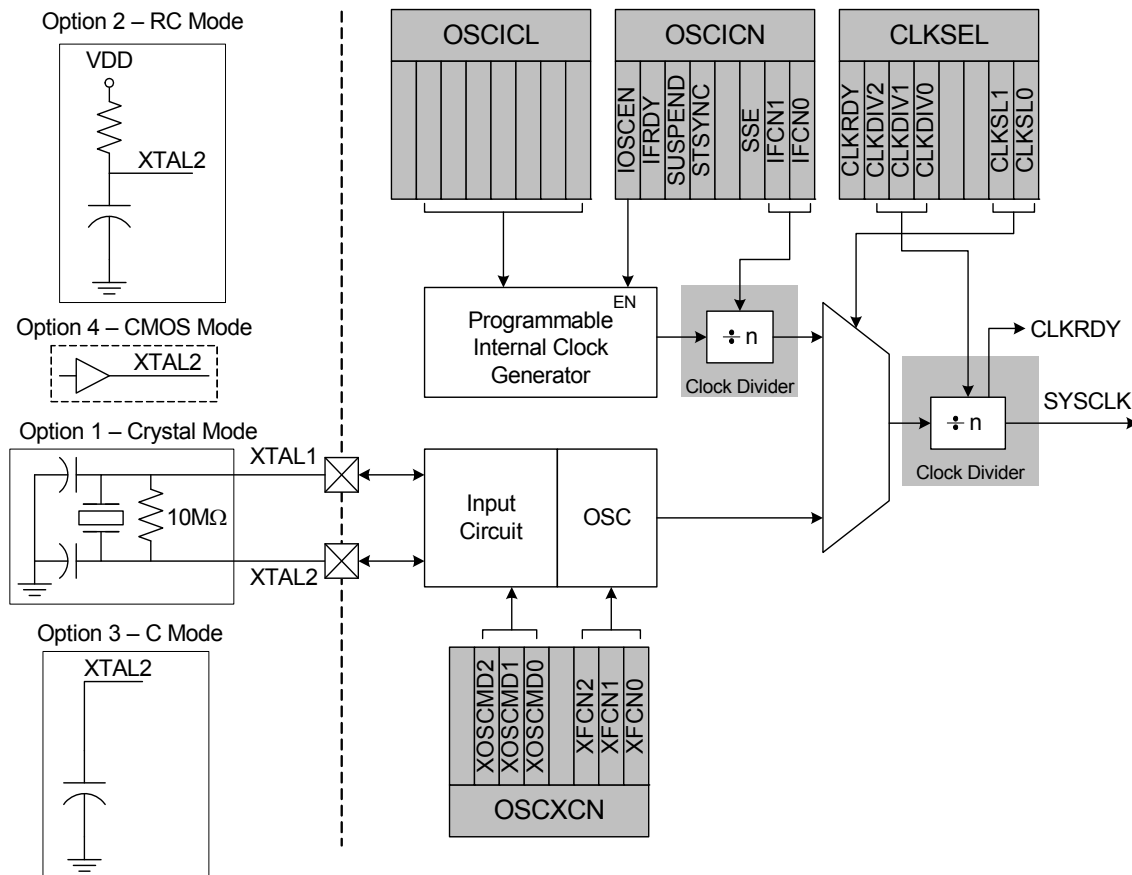 Option 2 – RC Mode
VDD
XTAL2
Option 4 – CMOS Mode
XTAL2
Option 1 – Crystal Mode
XTAL1
10MΩ
XTAL2
Option 3 – C Mode
XTAL2
OSCICL
OSCICN
IOSCEN
IFRDY
SUSPEND
STSYNC
SSE
IFCN1
IFCN0
CLKSEL
CLKRDY
CLKDIV2
CLKDIV1
CLKDIV0
CLKSL1
CLKSL0
EN
Programmable
Internal Clock
Generator
÷ n
Clock Divider
CLKRDY
SYSCLK
÷ n
Clock Divider
Input
Circuit
OSC
XOSCMD2
XOSCMD1
XOSCMD0
XFCN2
XFCN1
XFCN0
OSCXCN